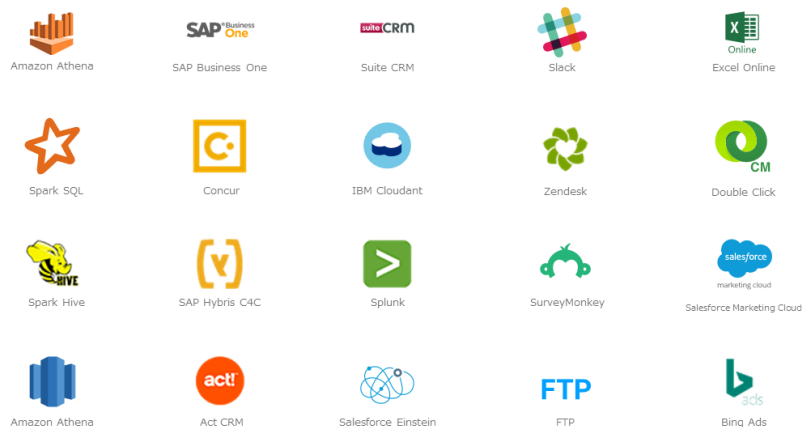 SAP Business One
suite CRM
Online
Amazon Athena
SAP Business One
Suite CRM
Slack
Excel Online
C
CM
Spark SQL
Concur
IBM Cloudant
Zendesk
Double Click
HIVE
salesforce
marketing cloud
Spark Hive
SAP Hybris C4C
Splunk
SurveyMonkey
Salesforce Marketing Cloud
act!
FTP
ads
Amazon Athena
Act CRM
Salesforce Einstein
FTP
Bing Ads